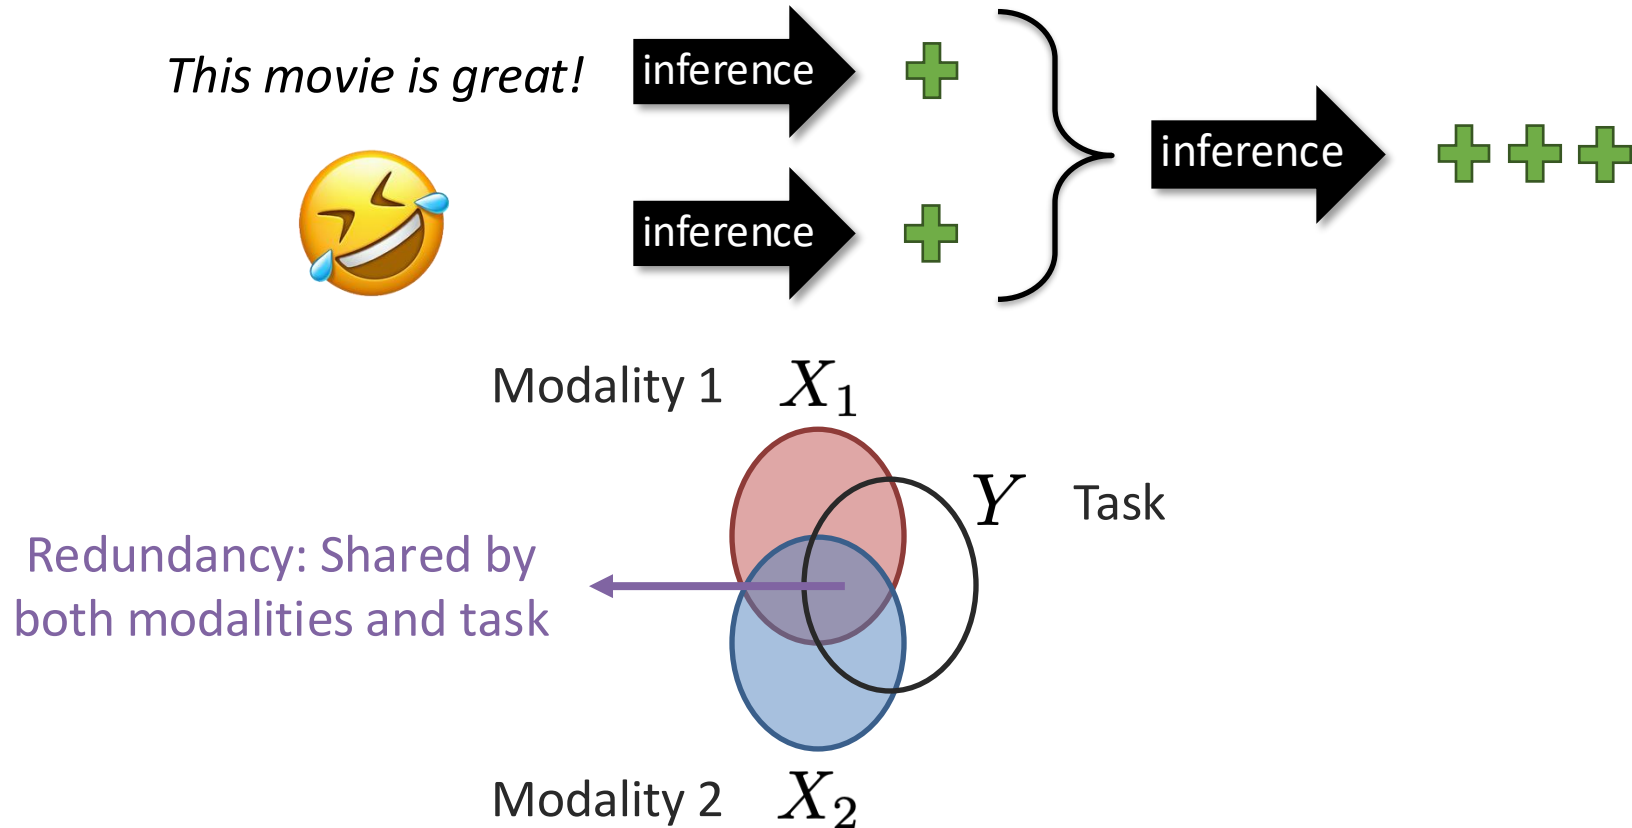 This movie is great!
inference
inference
inference
Modality 1 X₁
Y Task
Redundancy: Shared by
both modalities and task
Modality 2 X₂